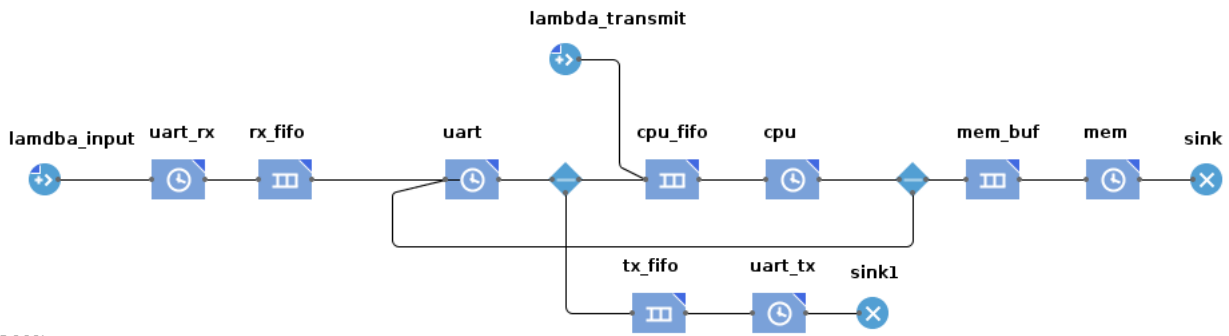 lambda_transmit
lamdba_input
uart_rx
rx_fifo
uart
cpu_fifo
cpu
mem_buf
mem
sink
tx_fifo
uart_tx
sink1